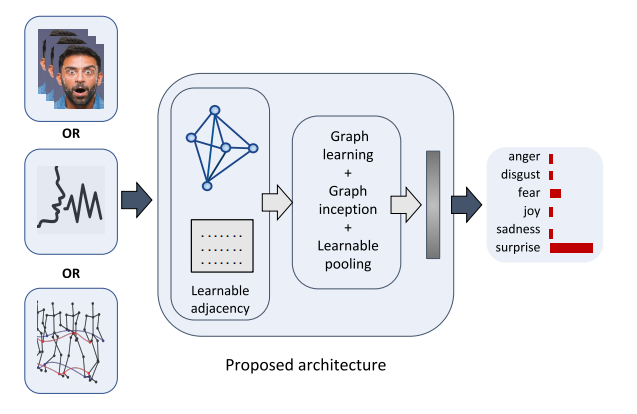 OR
OR
Learnable
adjacency
Graph
learning
+
Graph
inception
+
Learnable
pooling
anger
disgust
fear
joy
sadness
surprise
Proposed architecture